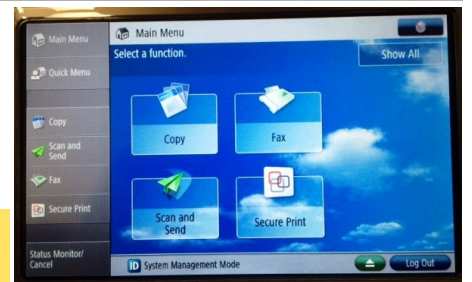 Main Menu
Quick Menu
Copy
Scan and
Send
Fax
Secure Print
Status Monitor/
Cancel
Main Menu
Select a function.
Show All
Copy
Fax
Scan and
Send
Secure Print
ID System Management Mode
Log Out